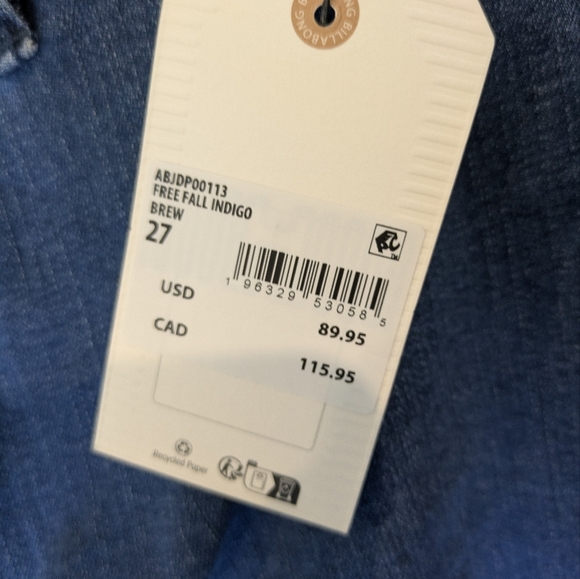 BILLABONG
ABJDP00113
FREE FALL INDIGO
BREW
27
1 96329 53058 5
USD 89.95
CAD 115.95
Recycled Paper